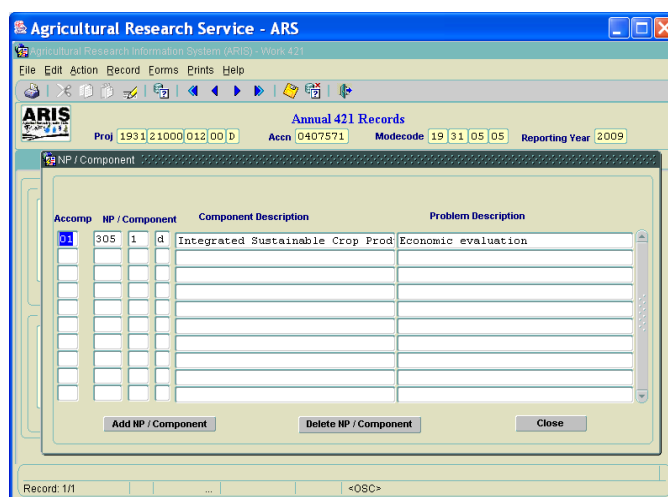 Agricultural Research Service - ARS
Agricultural Research Information System (ARIS) - Work 421
File Edit Action Record Forms Prints Help
ARIS
Annual 421 Records
Proj 1931 21000 012 00 D Accn 0407571 Modecode 19 31 05 05 Reporting Year 2009
NP / Component
Accomp NP / Component Component Description Problem Description
01 305 1 d Integrated Sustainable Crop Prod Economic evaluation
Add NP / Component Delete NP / Component Close
Record: 1/1 ... <OSC>